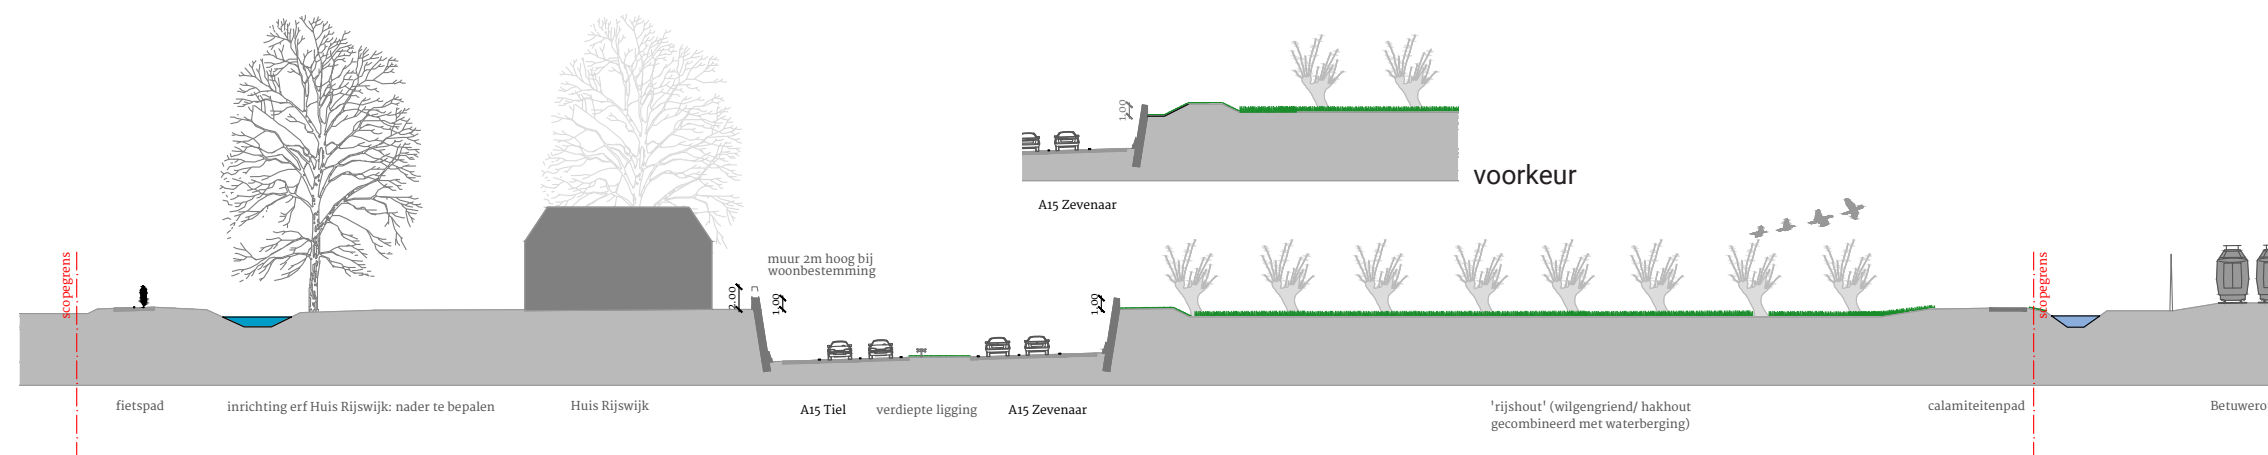 1.00
voorkeur
A15 Zevenaar
scopegrens
muur 2m hoog bij
woonbestemming
2.00
1.00
1.00
scopegrens
fietspad
inrichting erf Huis Rijswijk: nader te bepalen
Huis Rijswijk
A15 Tiel
verdiepte ligging
A15 Zevenaar
'rijshout' (wilgengriend/ hakhout
gecombineerd met waterberging)
calamiteitenpad
Betuwero